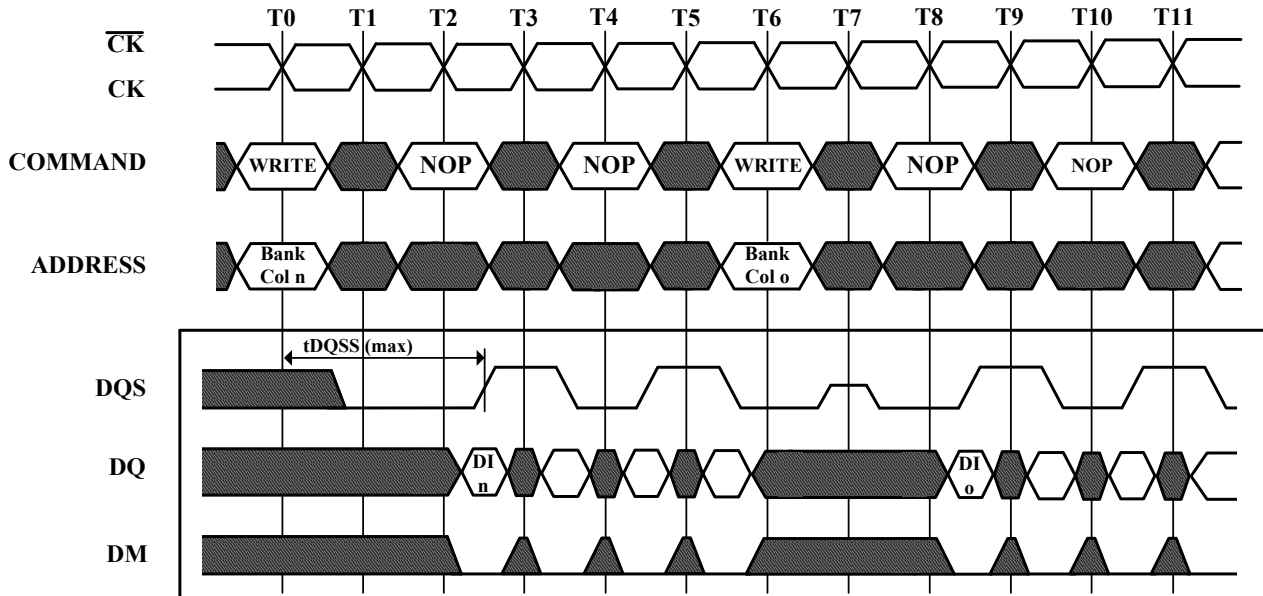 T0 T1 T2 T3 T4 T5 T6 T7 T8 T9 T10 T11
CK
CK
COMMAND WRITE NOP NOP WRITE NOP NOP
ADDRESS Bank Col n Bank Col o
tDQSS (max)
DQS
DQ DI n DI o
DM